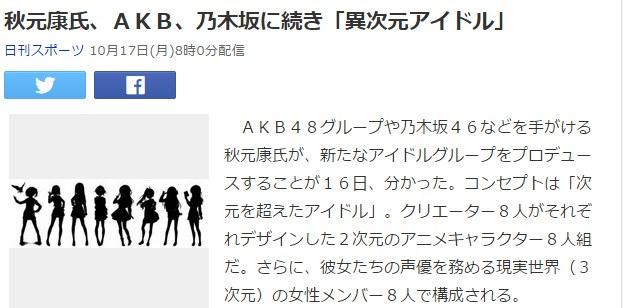 秋元康氏、ＡＫＢ、乃木坂に続き「異次元アイドル」
日刊スポーツ 10月17日(月)8時0分配信
　ＡＫＢ４８グループや乃木坂４６などを手がける
秋元康氏が、新たなアイドルグループをプロデュー
スすることが１６日、分かった。コンセプトは「次
元を超えたアイドル」。クリエーター８人がそれぞ
れデザインした２次元のアニメキャラクター８人組
だ。さらに、彼女たちの声優を務める現実世界（３
次元）の女性メンバー８人で構成される。